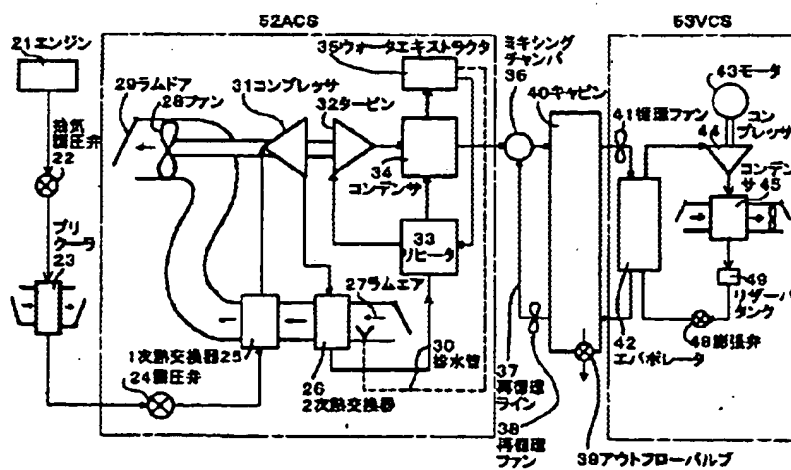 52ACS
53VCS
21エンジン
抽気
調圧弁
22
プリ
クーラ
23
24調圧弁
29ラムドア
28ファン
31コンプレッサ
32タービン
35ウォータエキストラクタ
34
コンデンサ
33
リヒータ
27ラムエア
30
給水管
1次熱交換器25
26
2次熱交換器
ミキシング
チャンバ
36
40キャビン
37
再循環
ライン
38
再循環
ファン
39アウトフローバルブ
41循環ファン
42
エバポレータ
43モータ
コン
プレッサ
44
コンデン
サ45
49
リザーバ
タンク
48膨張弁